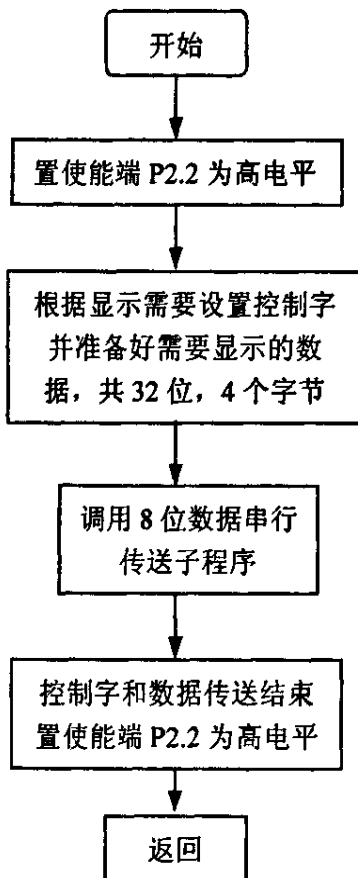 开始
置使能端 P2.2 为高电平
根据显示需要设置控制字
并准备好需要显示的数
据，共 32 位，4 个字节
调用 8 位数据串行
传送子程序
控制字和数据传送结束
置使能端 P2.2 为高电平
返回